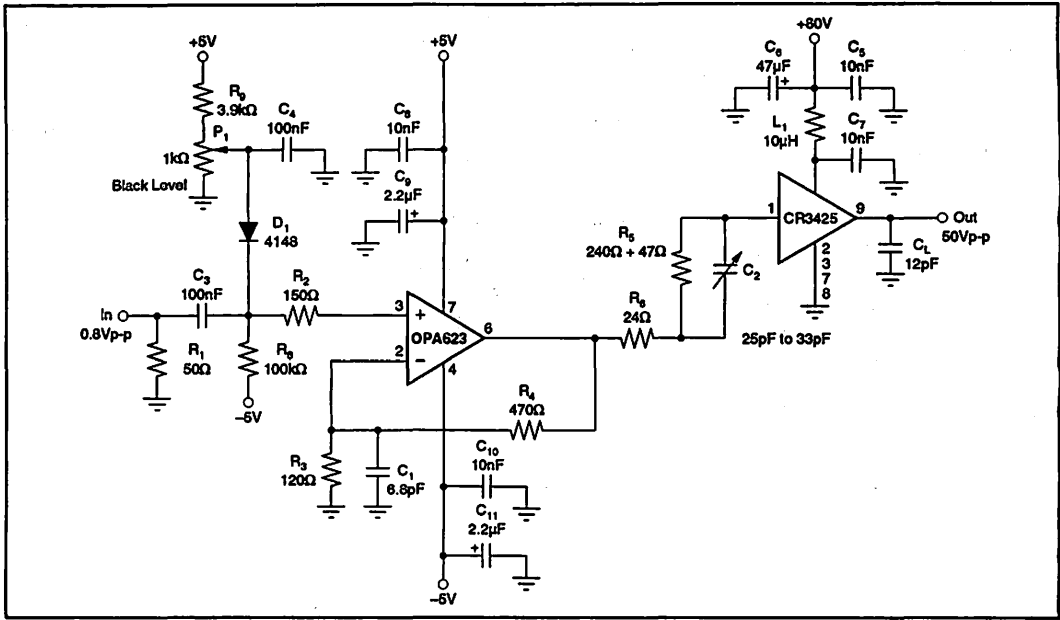 +5V
R9
3.9kΩ
P1
1kΩ
Black Level
C4
100nF
D1
4148
In
0.8Vp-p
C3
100nF
R1
50Ω
R2
150Ω
R8
100kΩ
–5V
+5V
C8
10nF
C9
2.2µF
+
3
+
2
–
OPA623
7
6
4
R4
470Ω
R3
120Ω
C1
6.8pF
C10
10nF
C11
2.2µF
+
–5V
R6
24Ω
R5
240Ω + 47Ω
C2
25pF to 33pF
+80V
C6
47µF
+
C5
10nF
L1
10µH
C7
10nF
1
CR3425
9
2
3
7
8
Out
50Vp-p
CL
12pF